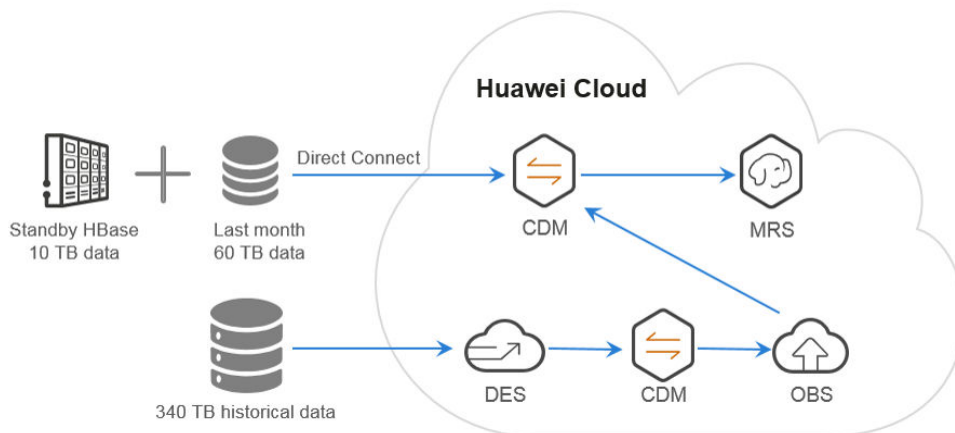 Huawei Cloud
Direct Connect
Standby HBase
10 TB data
Last month
60 TB data
CDM
MRS
340 TB historical data
DES
CDM
OBS